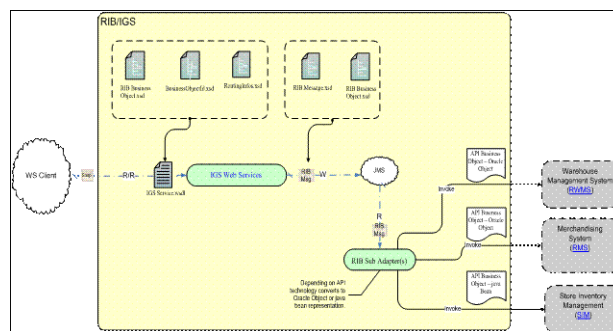 RIB/IGS
RIB Business
Object.xsd
BusinessObjectId.xsd
RoutingInfos.xsd
RIB Message.xsd
RIB Business
Object.xsd
WS Client
R/R
IGS Service.wsdl
IGS Web Services
RIB
Msg
W
JMS
R
RIB
Msg
RIB Sub Adapter(s)
Depending on API
technology converts to
Oracle Object or java
bean representation.
API Business
Object – Oracle
Object
Invoke
Warehouse
Management System
(RWMS)
API Business
Object – Oracle
Object
Invoke
Merchandising
System
(RMS)
API Business
Object – java
Bean
Invoke
Store Inventory
Management
(SIM)